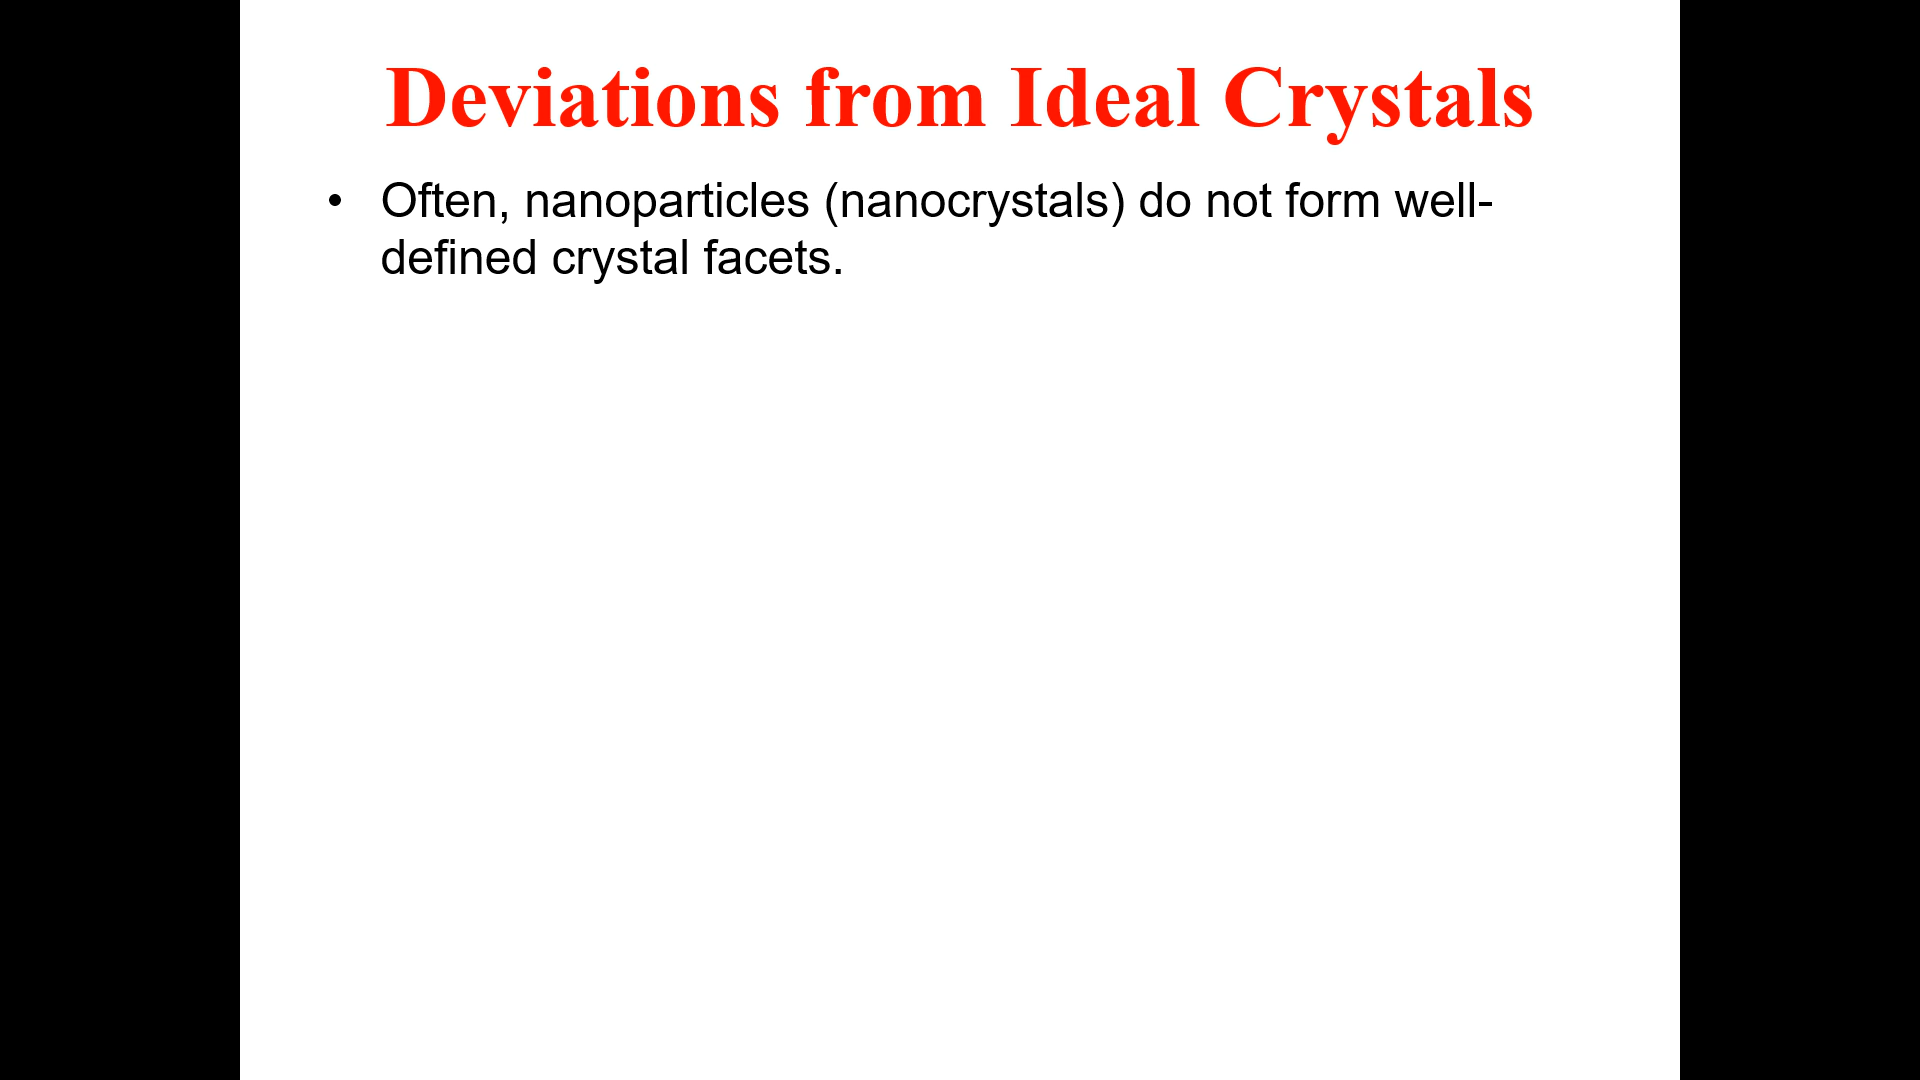 Deviations from Ideal Crystals
• Often, nanoparticles (nanocrystals) do not form well-
defined crystal facets.